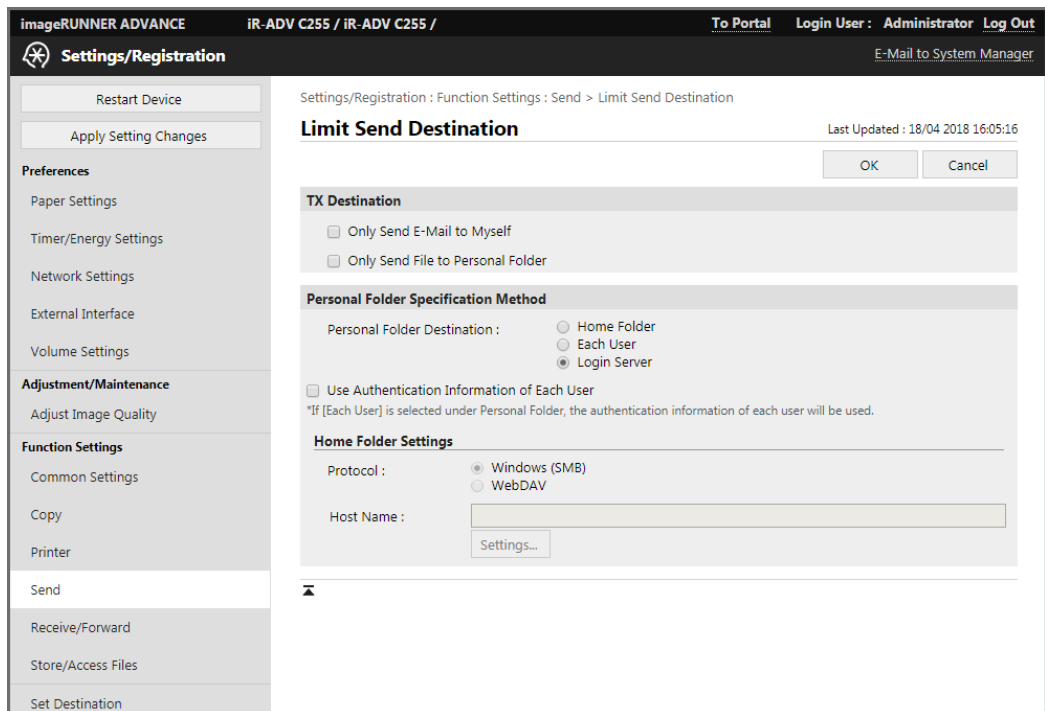 imageRUNNER ADVANCE iR-ADV C255 / iR-ADV C255 / To Portal Login User : Administrator Log Out
Settings/Registration E-Mail to System Manager
Restart Device
Apply Setting Changes
Preferences
Paper Settings
Timer/Energy Settings
Network Settings
External Interface
Volume Settings
Adjustment/Maintenance
Adjust Image Quality
Function Settings
Common Settings
Copy
Printer
Send
Receive/Forward
Store/Access Files
Set Destination
Settings/Registration : Function Settings : Send > Limit Send Destination
Limit Send Destination Last Updated : 18/04 2018 16:05:16
OK Cancel
TX Destination
Only Send E-Mail to Myself
Only Send File to Personal Folder
Personal Folder Specification Method
Personal Folder Destination : Home Folder
Each User
Login Server
Use Authentication Information of Each User
*If [Each User] is selected under Personal Folder, the authentication information of each user will be used.
Home Folder Settings
Protocol : Windows (SMB)
WebDAV
Host Name :
Settings...